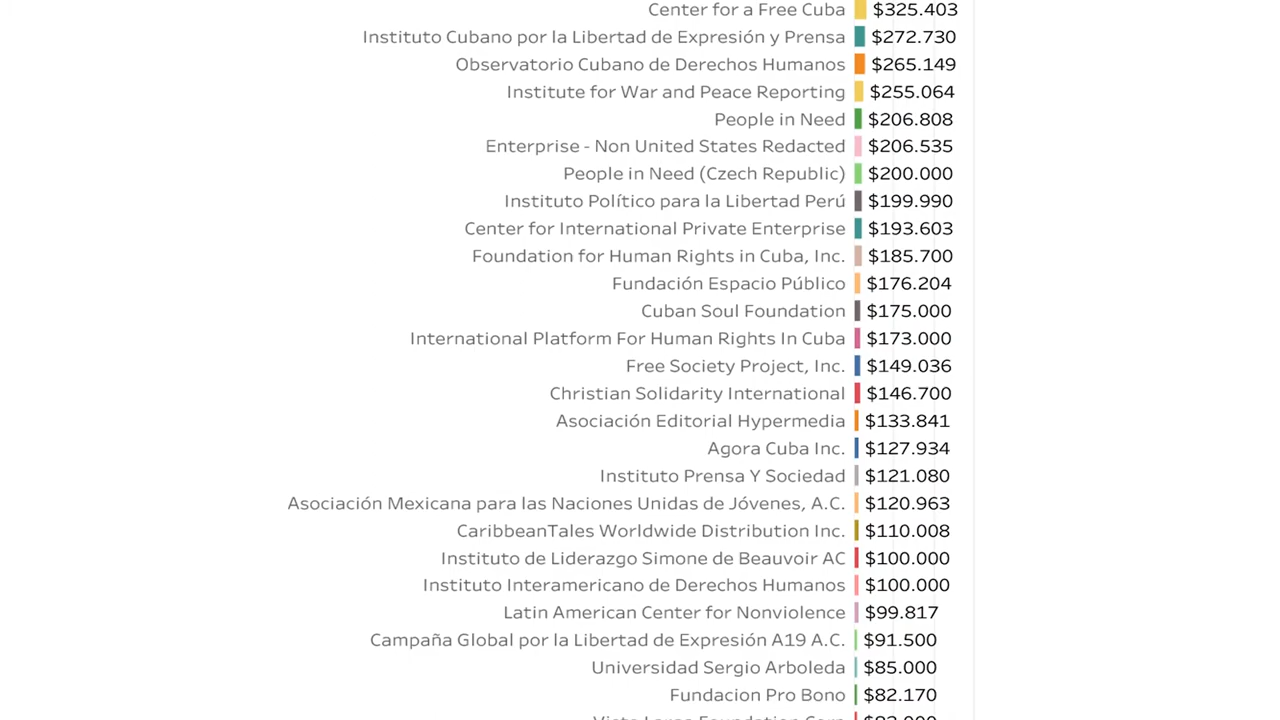 Center for a Free Cuba $325.403
Instituto Cubano por la Libertad de Expresión y Prensa $272.730
Observatorio Cubano de Derechos Humanos $265.149
Institute for War and Peace Reporting $255.064
People in Need $206.808
Enterprise - Non United States Redacted $206.535
People in Need (Czech Republic) $200.000
Instituto Político para la Libertad Perú $199.990
Center for International Private Enterprise $193.603
Foundation for Human Rights in Cuba, Inc. $185.700
Fundación Espacio Público $176.204
Cuban Soul Foundation $175.000
International Platform For Human Rights In Cuba $173.000
Free Society Project, Inc. $149.036
Christian Solidarity International $146.700
Asociación Editorial Hypermedia $133.841
Agora Cuba Inc. $127.934
Instituto Prensa Y Sociedad $121.080
Asociación Mexicana para las Naciones Unidas de Jóvenes, A.C. $120.963
CaribbeanTales Worldwide Distribution Inc. $110.008
Instituto de Liderazgo Simone de Beauvoir AC $100.000
Instituto Interamericano de Derechos Humanos $100.000
Latin American Center for Nonviolence $99.817
Campaña Global por la Libertad de Expresión A19 A.C. $91.500
Universidad Sergio Arboleda $85.000
Fundacion Pro Bono $82.170